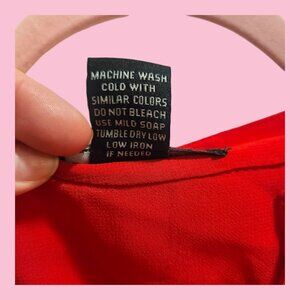 MACHINE WASH
COLD WITH
SIMILAR COLORS
DO NOT BLEACH
USE MILD SOAP
TUMBLE DRY LOW
LOW IRON
IF NEEDED